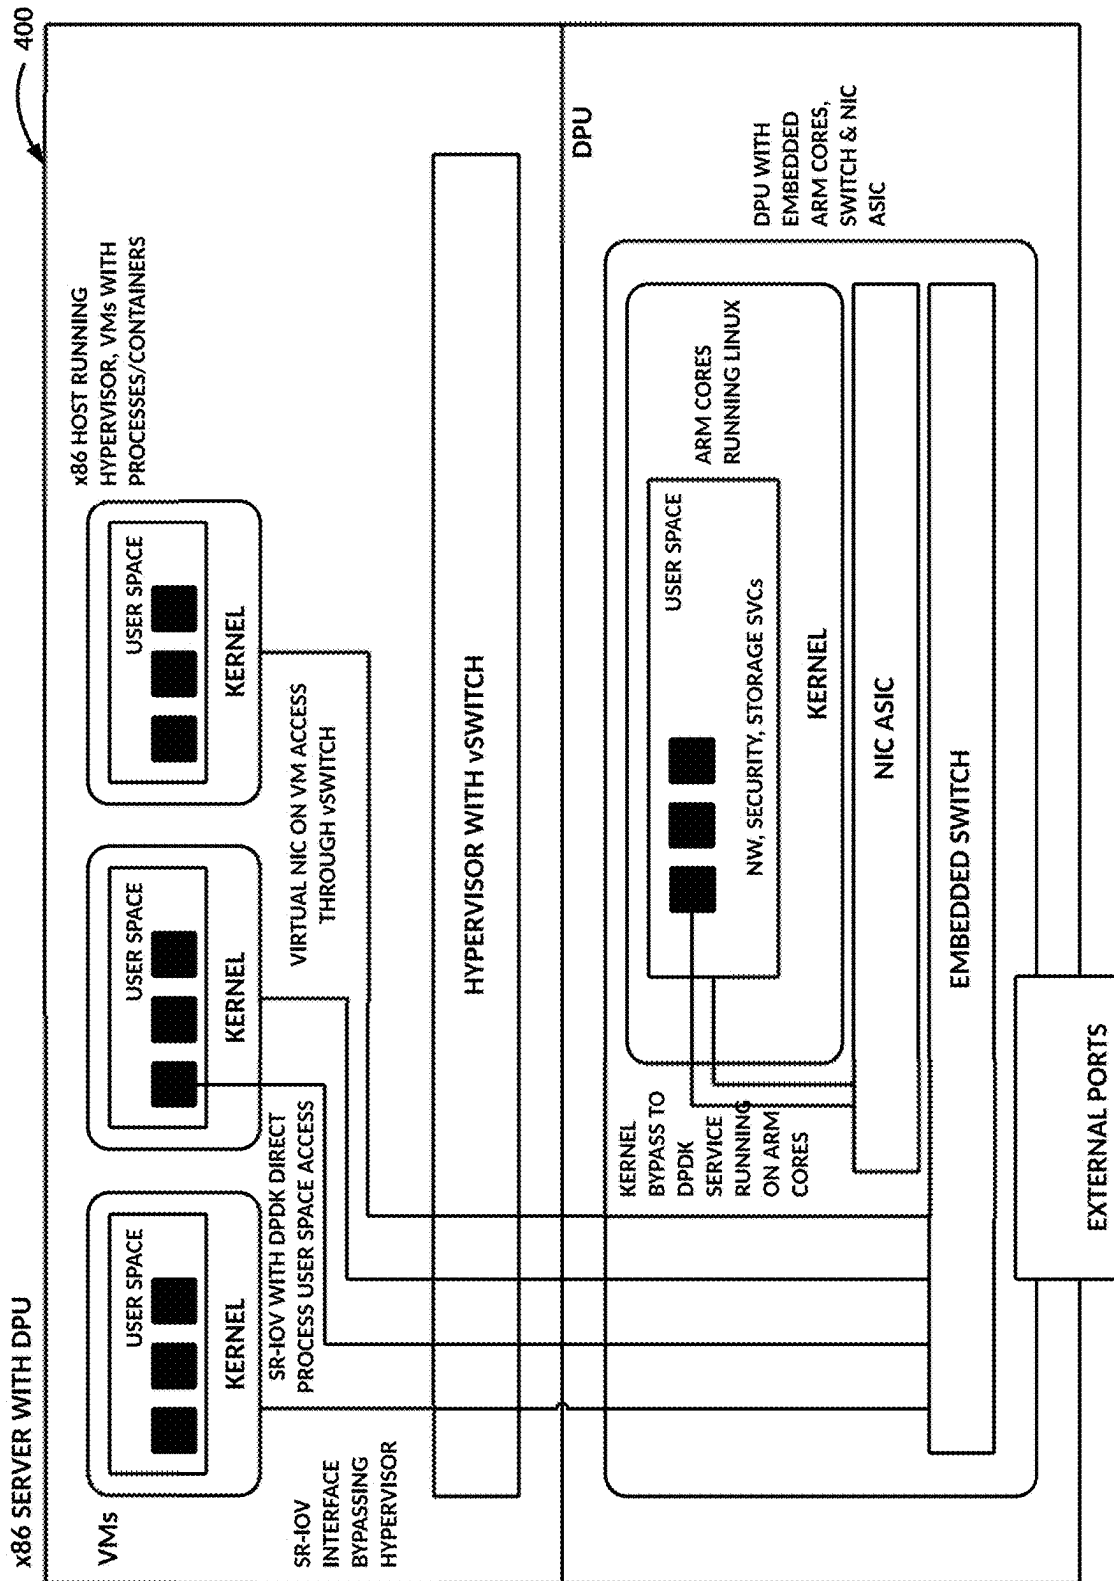 x86 SERVER WITH DPU
400
VMs
USER SPACE
KERNEL
USER SPACE
KERNEL
USER SPACE
KERNEL
x86 HOST RUNNING
HYPERVISOR, VMs WITH
PROCESSES/CONTAINERS
SR-IOV
INTERFACE
BYPASSING
HYPERVISOR
SR-IOV WITH DPDK DIRECT
PROCESS USER SPACE ACCESS
VIRTUAL NIC ON VM ACCESS
THROUGH vSWITCH
HYPERVISOR WITH vSWITCH
DPU
KERNEL
BYPASS TO
DPDK
SERVICE
RUNNING
ON ARM
CORES
USER SPACE
NW, SECURITY, STORAGE SVCs
KERNEL
ARM CORES
RUNNING LINUX
DPU WITH
EMBEDDED
ARM CORES,
SWITCH & NIC
ASIC
NIC ASIC
EMBEDDED SWITCH
EXTERNAL PORTS